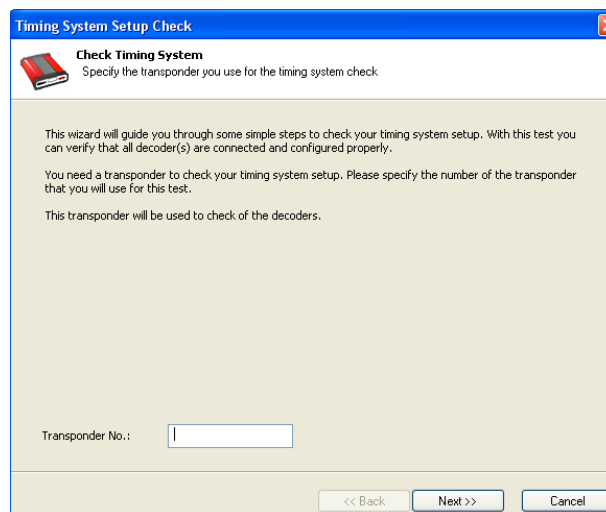 Timing System Setup Check
Check Timing System
Specify the transponder you use for the timing system check
This wizard will guide you through some simple steps to check your timing system setup. With this test you
can verify that all decoder(s) are connected and configured properly.
You need a transponder to check your timing system setup. Please specify the number of the transponder
that you will use for this test.
This transponder will be used to check of the decoders.
Transponder No.:
<< Back Next >> Cancel